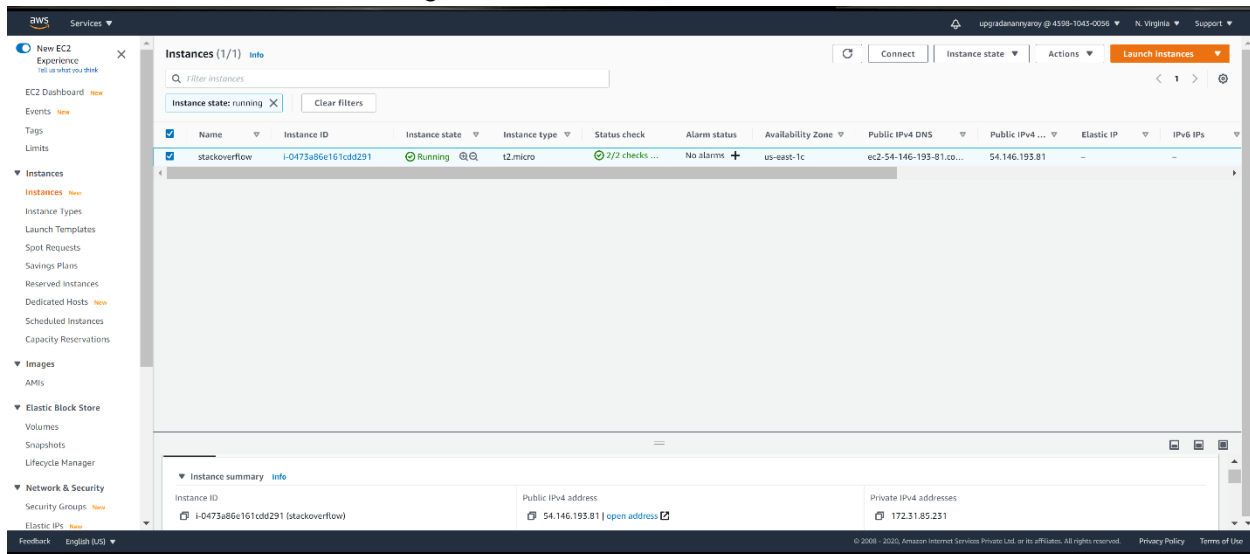 aws Services ▼ upgradanannyaroy @ 4598-1043-0056 ▼ N. Virginia ▼ Support ▼
New EC2 Experience
Tell us what you think
EC2 Dashboard New
Events New
Tags
Limits
▼ Instances
Instances New
Instance Types
Launch Templates
Spot Requests
Savings Plans
Reserved Instances
Dedicated Hosts New
Scheduled Instances
Capacity Reservations
▼ Images
AMIs
▼ Elastic Block Store
Volumes
Snapshots
Lifecycle Manager
▼ Network & Security
Security Groups New
Elastic IPs New
Instances (1/1) Info Connect Instance state ▼ Actions ▼ Launch instances ▼
Filter instances < 1 >
Instance state: running X Clear filters
Name Instance ID Instance state Instance type Status check Alarm status Availability Zone Public IPv4 DNS Public IPv4 ... Elastic IP IPv6 IPs
stackoverflow i-0473a86e161cdd291 Running t2.micro 2/2 checks ... No alarms + us-east-1c ec2-54-146-193-81.co... 54.146.193.81 – –
▼ Instance summary Info
Instance ID Public IPv4 address Private IPv4 addresses
i-0473a86e161cdd291 (stackoverflow) 54.146.193.81 | open address 172.31.85.231
Feedback English (US) ▼ © 2008 - 2020, Amazon Internet Services Private Ltd. or its affiliates. All rights reserved. Privacy Policy Terms of Use